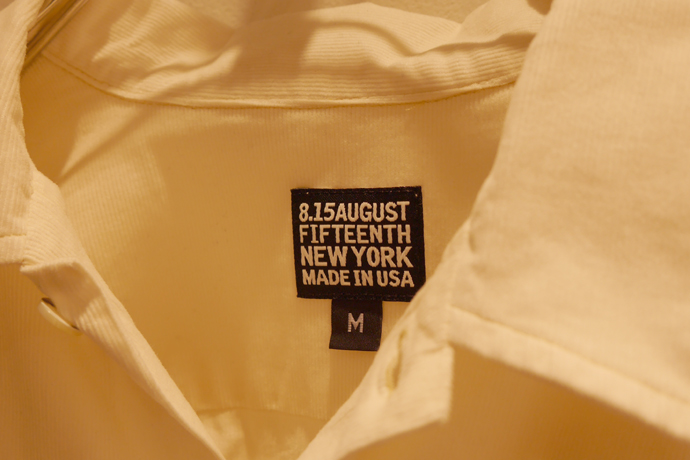 8.15AUGUST
FIFTEENTH
NEW YORK
MADE IN USA
M